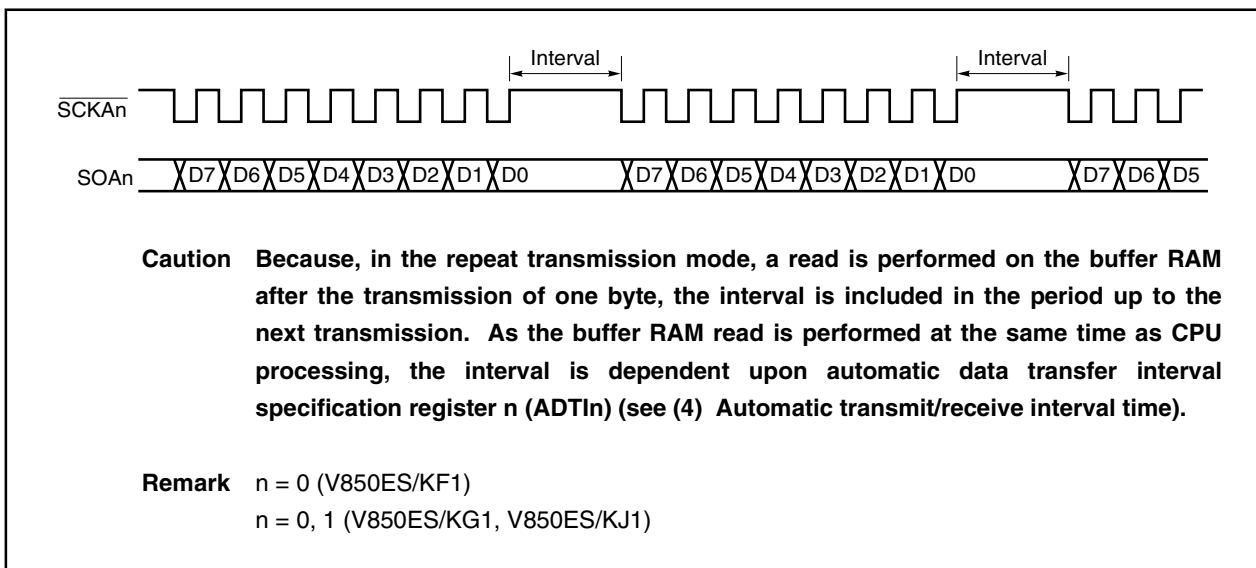 Interval Interval
SCKAn
SOAn D7 D6 D5 D4 D3 D2 D1 D0 D7 D6 D5 D4 D3 D2 D1 D0 D7 D6 D5
Caution Because, in the repeat transmission mode, a read is performed on the buffer RAM
after the transmission of one byte, the interval is included in the period up to the
next transmission. As the buffer RAM read is performed at the same time as CPU
processing, the interval is dependent upon automatic data transfer interval
specification register n (ADTIn) (see (4) Automatic transmit/receive interval time).
Remark n = 0 (V850ES/KF1)
n = 0, 1 (V850ES/KG1, V850ES/KJ1)